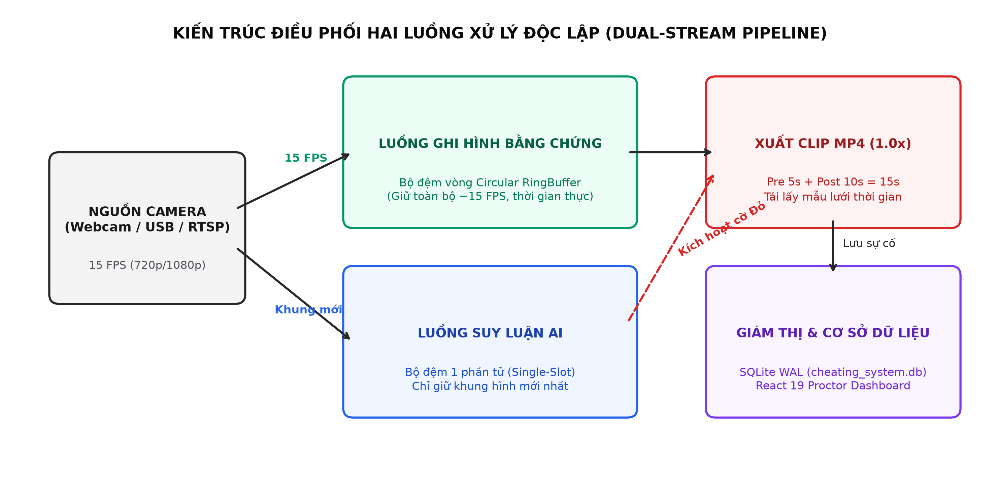 KIẾN TRÚC ĐIỀU PHỐI HAI LUỒNG XỬ LÝ ĐỘC LẬP (DUAL-STREAM PIPELINE)
NGUỒN CAMERA
(Webcam / USB / RTSP)
15 FPS (720p/1080p)
15 FPS
Khung mới
LUỒNG GHI HÌNH BẰNG CHỨNG
Bộ đệm vòng Circular RingBuffer
(Giữ toàn bộ ~15 FPS, thời gian thực)
LUỒNG SUY LUẬN AI
Bộ đệm 1 phần tử (Single-Slot)
Chỉ giữ khung hình mới nhất
Kích hoạt cờ Đỏ
XUẤT CLIP MP4 (1.0x)
Pre 5s + Post 10s = 15s
Tái lấy mẫu lưới thời gian
Lưu sự cố
GIÁM THỊ & CƠ SỞ DỮ LIỆU
SQLite WAL (cheating_system.db)
React 19 Proctor Dashboard